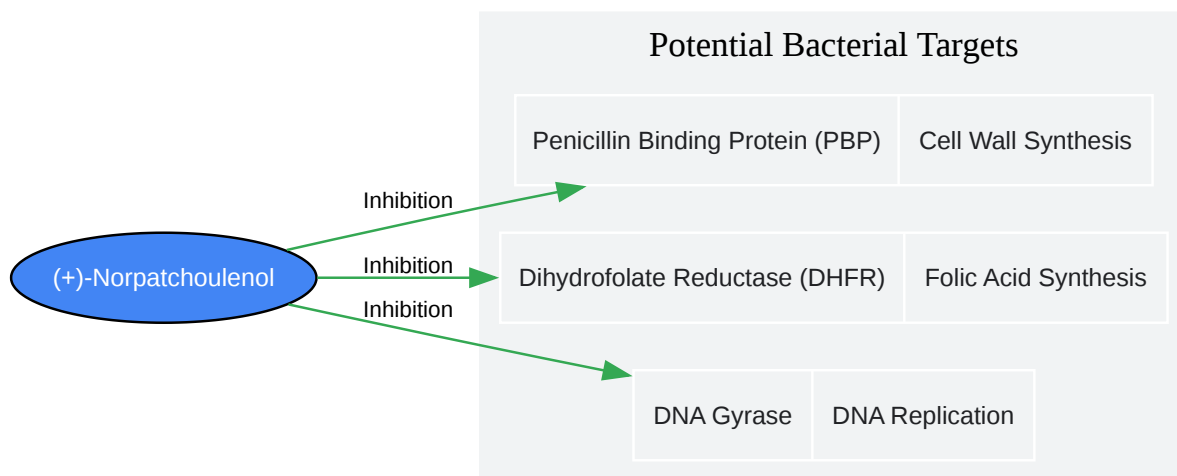 Potential Bacterial Targets
Penicillin Binding Protein (PBP)
Cell Wall Synthesis
Inhibition
(+)-Norpatchoulenol
Inhibition
Dihydrofolate Reductase (DHFR)
Folic Acid Synthesis
Inhibition
DNA Gyrase
DNA Replication